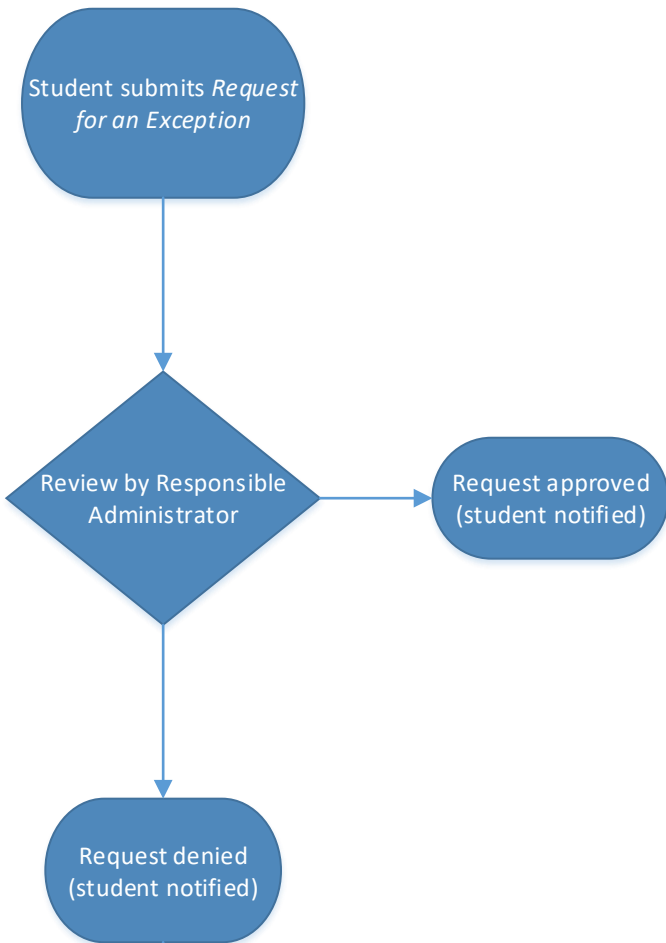 Student submits Request
for an Exception
Review by Responsible
Administrator
Request approved
(student notified)
Request denied
(student notified)